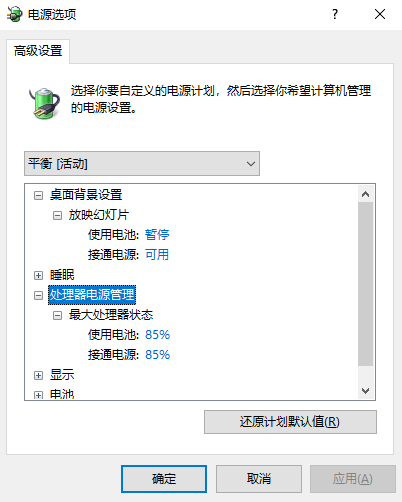 电源选项
高级设置
选择你要自定义的电源计划，然后选择你希望计算机管理
的电源设置。
平衡 [活动]
桌面背景设置
放映幻灯片
使用电池: 暂停
接通电源: 可用
睡眠
处理器电源管理
最大处理器状态
使用电池: 85%
接通电源: 85%
显示
电池
还原计划默认值(R)
确定
取消
应用(A)